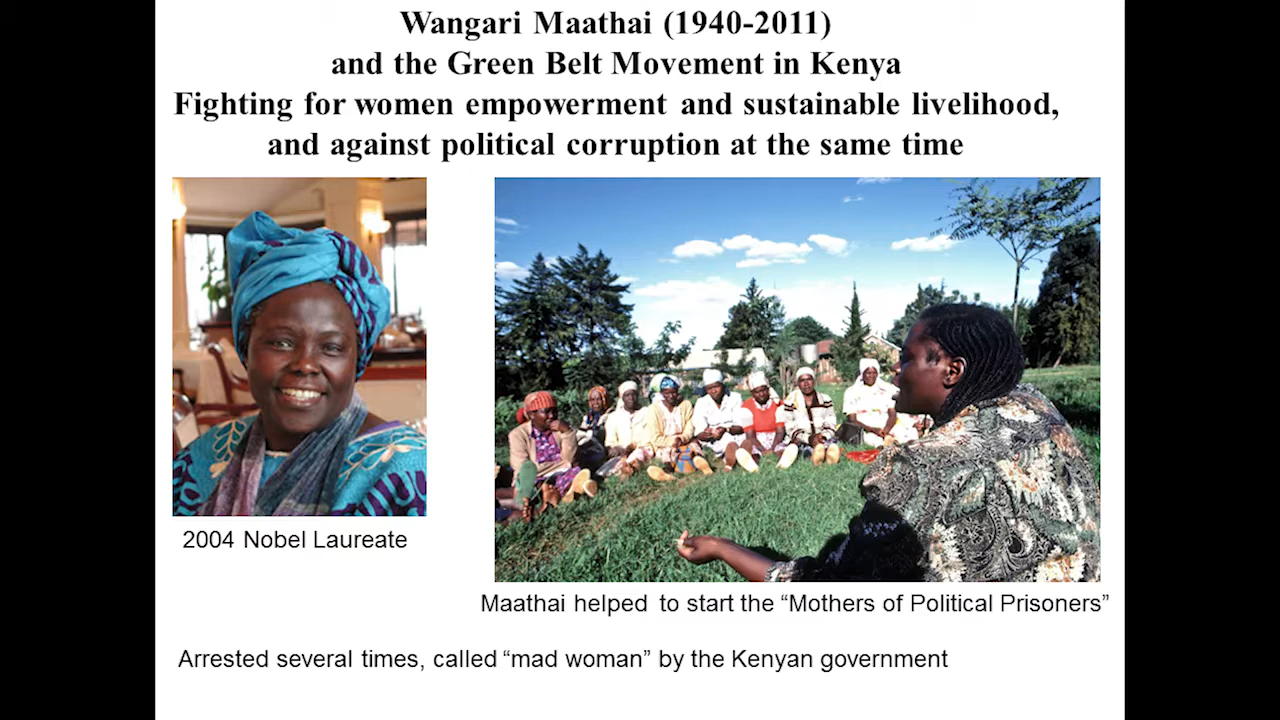 Wangari Maathai (1940-2011)
and the Green Belt Movement in Kenya
Fighting for women empowerment and sustainable livelihood,
and against political corruption at the same time
2004 Nobel Laureate
Maathai helped to start the “Mothers of Political Prisoners”
Arrested several times, called “mad woman” by the Kenyan government